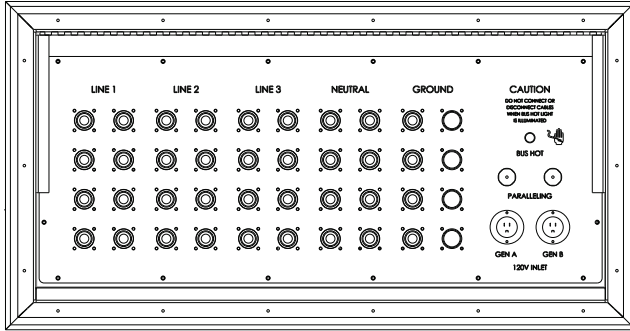 LINE 1 LINE 2 LINE 3 NEUTRAL GROUND CAUTION
DO NOT CONNECT OR
DISCONNECT CABLES
WHEN BUS HOT LIGHT
IS ILLUMINATED
BUS HOT
PARALLELING
GEN A GEN B
120V INLET